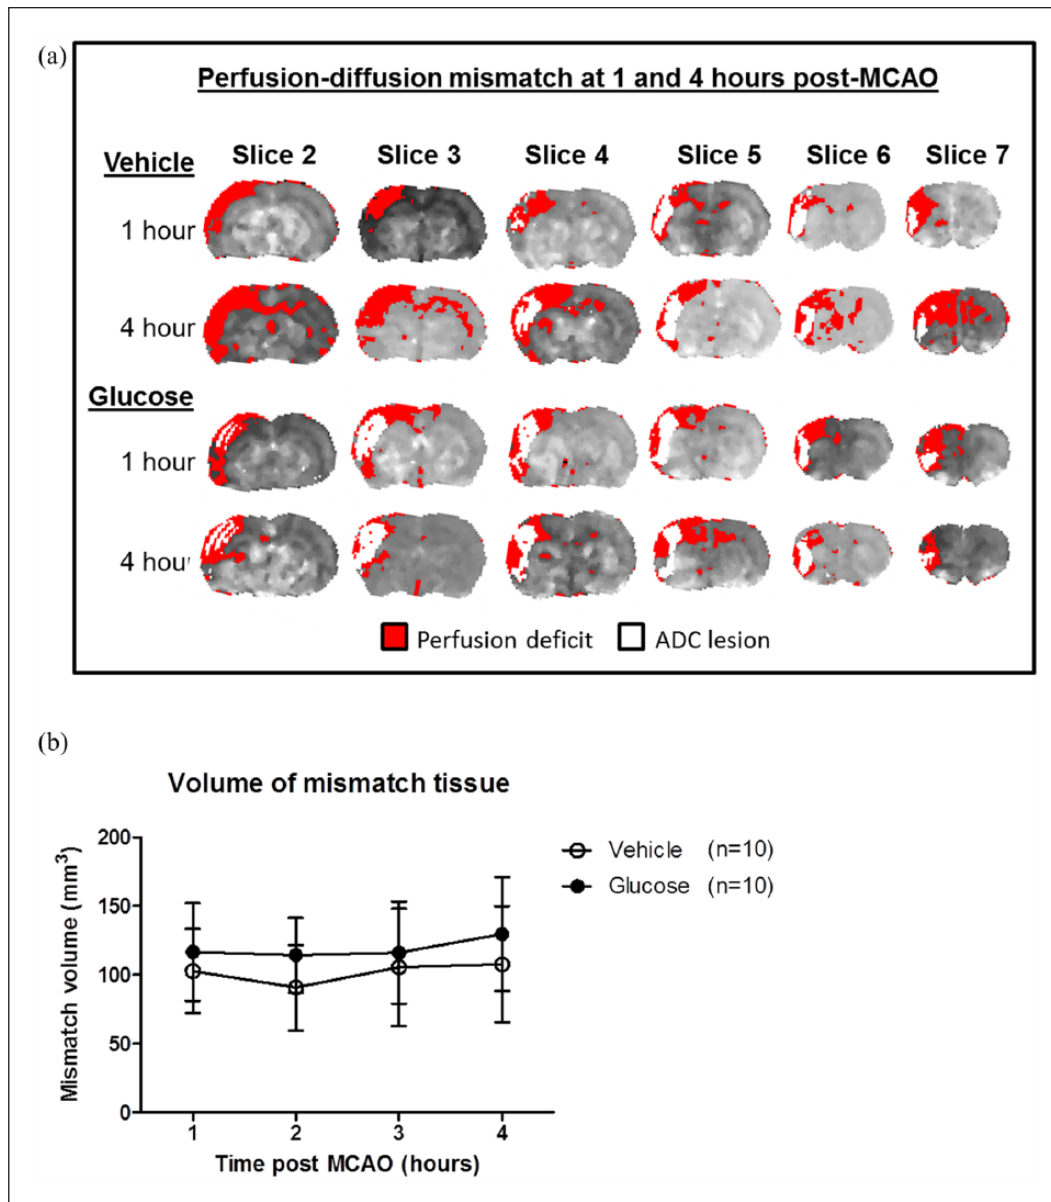 (a)
Perfusion-diffusion mismatch at 1 and 4 hours post-MCAO
Vehicle Slice 2 Slice 3 Slice 4 Slice 5 Slice 6 Slice 7
1 hour
4 hour
Glucose
1 hour
4 hour
Perfusion deficit ADC lesion
(b)
Volume of mismatch tissue
Mismatch volume (mm³)
200
150
100
50
0
1 2 3 4
Time post MCAO (hours)
Vehicle (n=10)
Glucose (n=10)